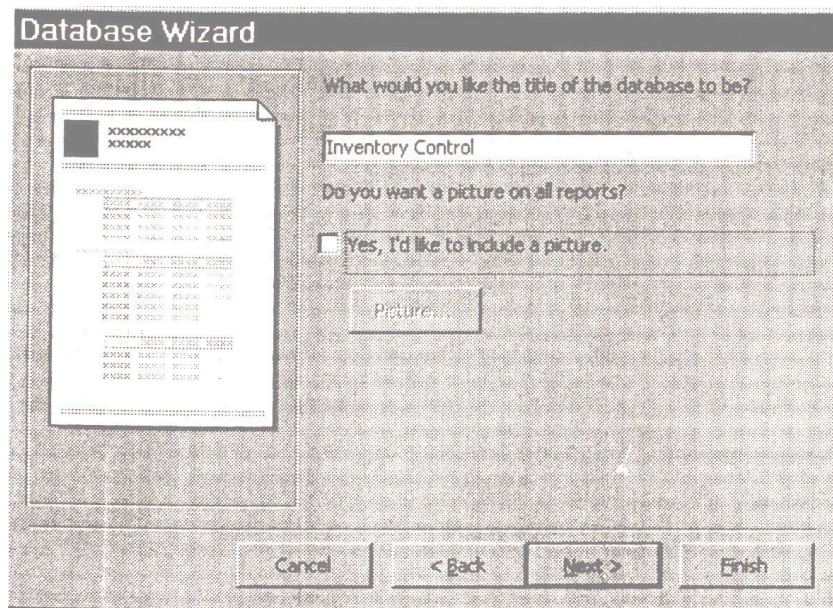 Database Wizard
What would you like the title of the database to be?
xxxxxxxxx
xxxxx
Inventory Control
Do you want a picture on all reports?
Yes, I'd like to include a picture.
Picture...
Cancel
< Back
Next >
Finish